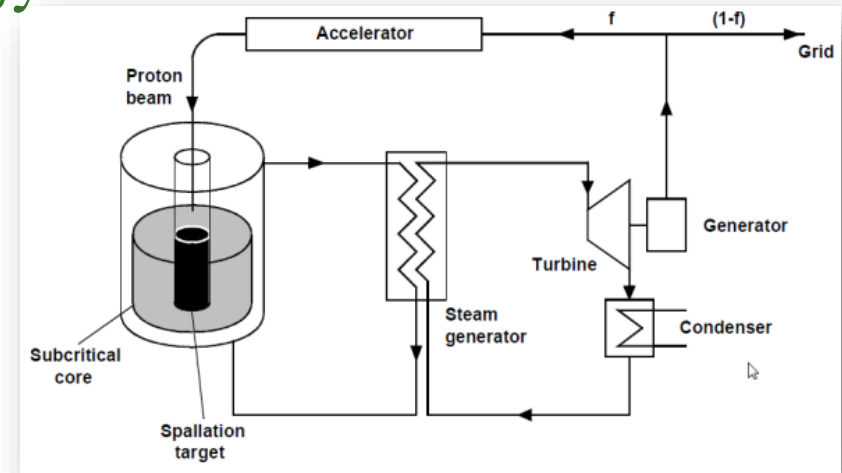 f
(1-f)
Accelerator
Grid
Proton
beam
Generator
Turbine
Steam
generator
Condenser
Subcritical
core
Spallation
target